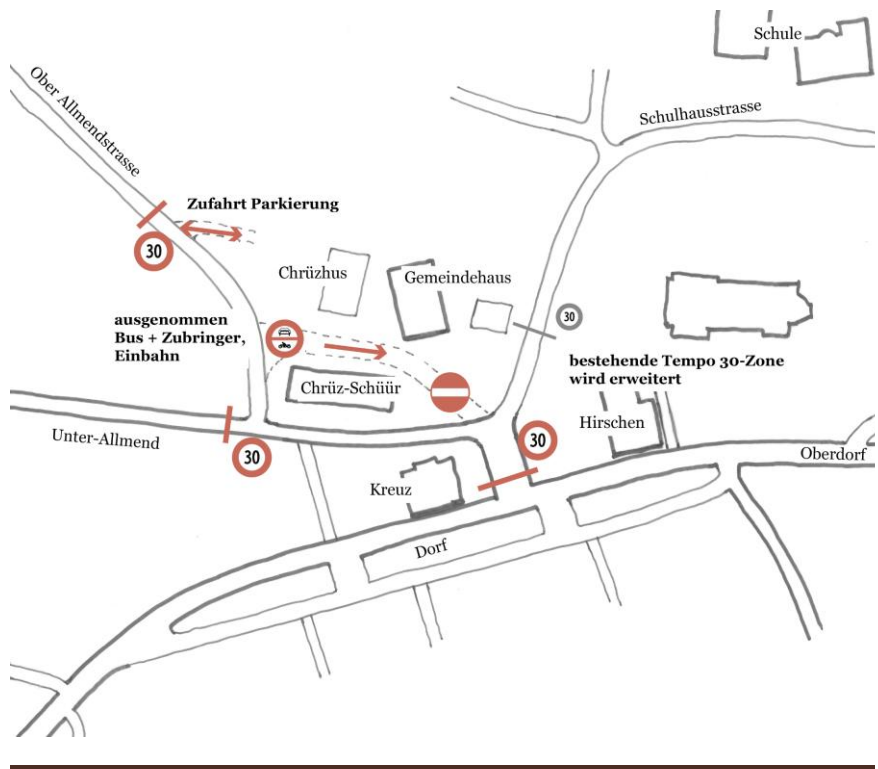 Schule
Ober Allmendstrasse
Schulhausstrasse
Zufahrt Parkierung
30
Chrüzhus
Gemeindehaus
30
ausgenommen
Bus + Zubringer,
Einbahn
bestehende Tempo 30-Zone
wird erweitert
Chrüz-Schüür
Hirschen
Unter-Allmend
30
30
Oberdorf
Kreuz
Dorf